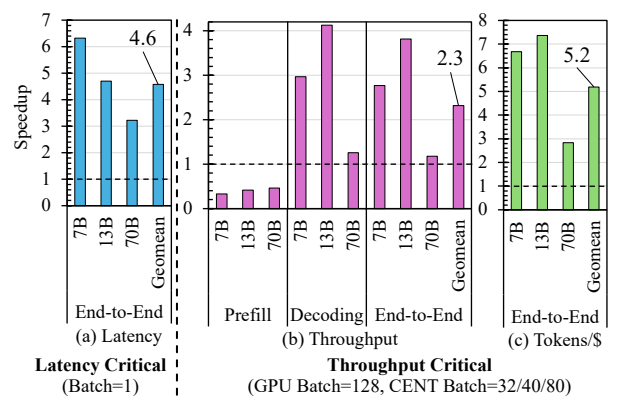 Speedup
7
6
5
4
3
2
1
0
4.6
7B
13B
70B
Geomean
End-to-End
(a) Latency
Latency Critical
(Batch=1)
4
3
2
1
0
2.3
7B
13B
70B
7B
13B
70B
7B
13B
70B
Geomean
Prefill
Decoding
End-to-End
(b) Throughput
8
7
6
5
4
3
2
1
0
5.2
7B
13B
70B
Geomean
End-to-End
(c) Tokens/$
Throughput Critical
(GPU Batch=128, CENT Batch=32/40/80)